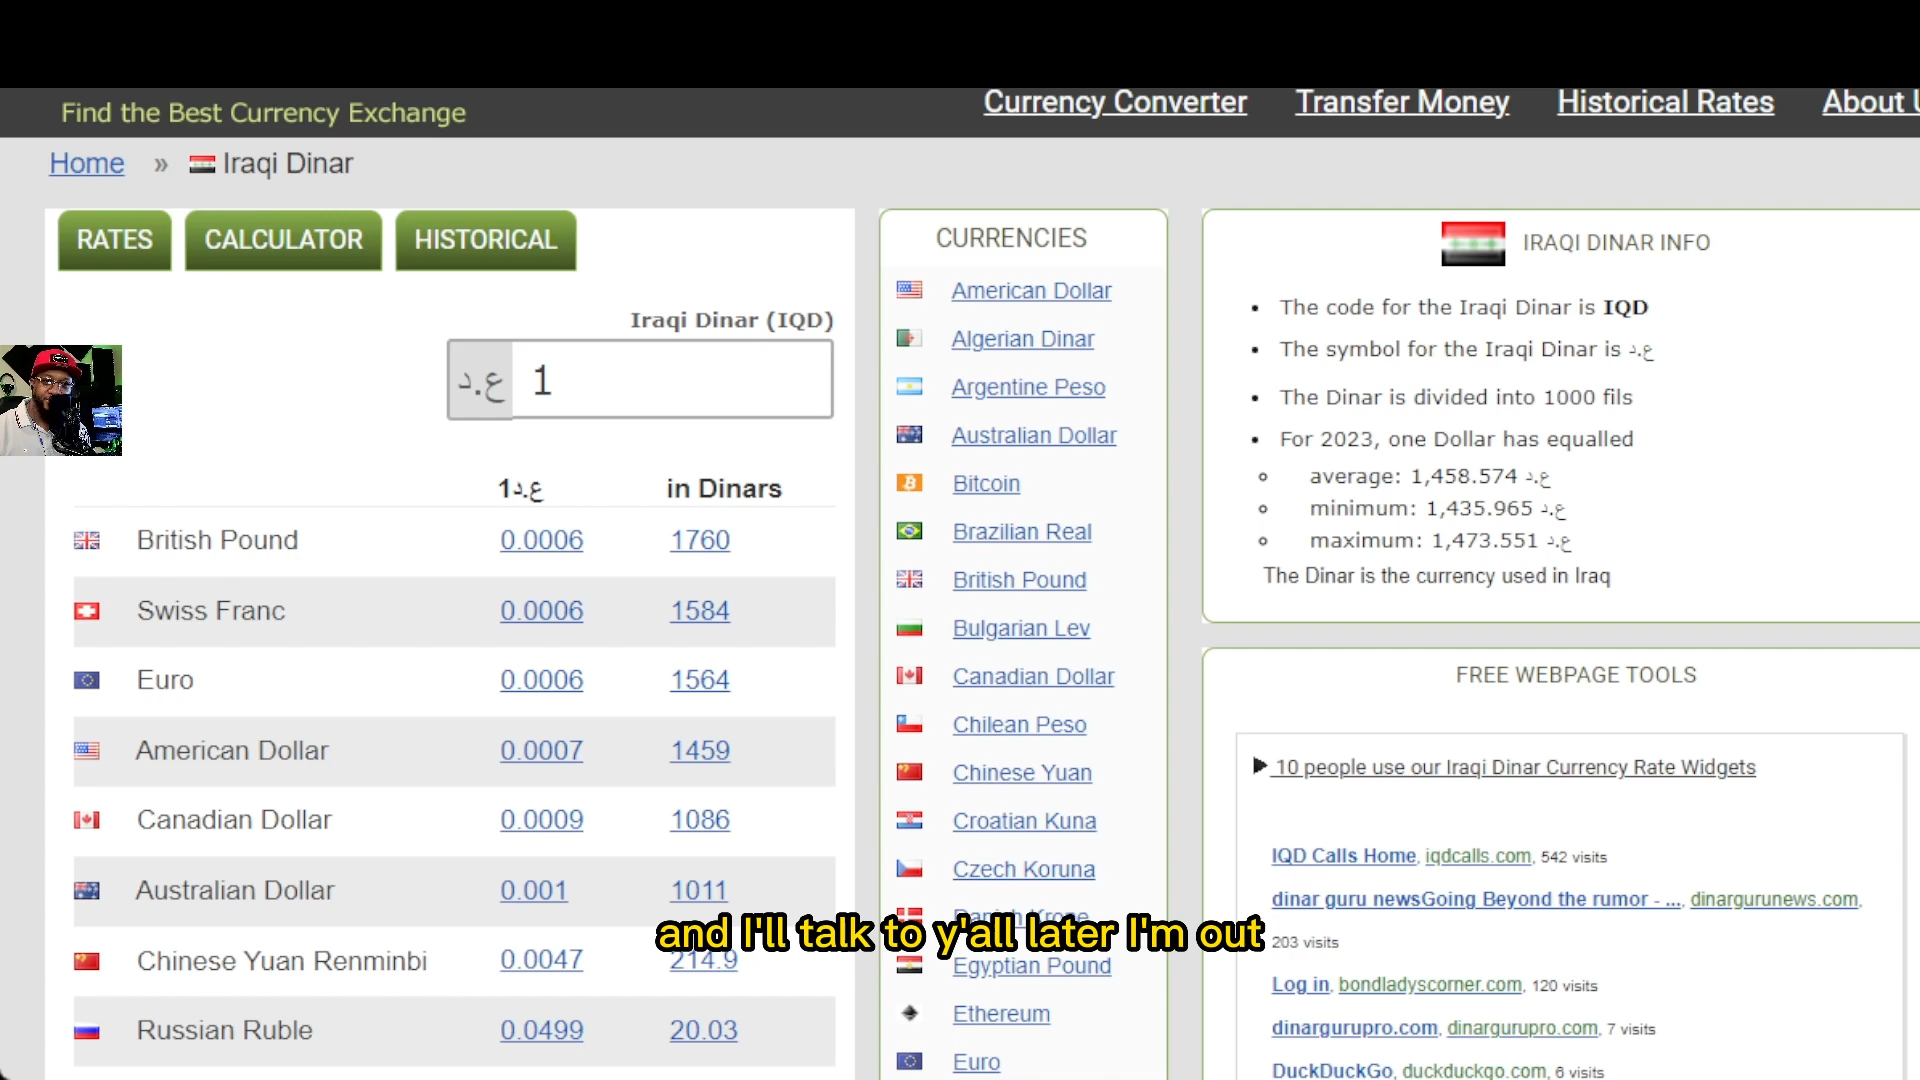 Find the Best Currency Exchange
Currency Converter
Transfer Money
Historical Rates
About
Home » Iraqi Dinar
RATES
CALCULATOR
HISTORICAL
Iraqi Dinar (IQD)
ع.د 1
1ع.د in Dinars
British Pound 0.0006 1760
Swiss Franc 0.0006 1584
Euro 0.0006 1564
American Dollar 0.0007 1459
Canadian Dollar 0.0009 1086
Australian Dollar 0.001 1011
Chinese Yuan Renminbi 0.0047 214.9
Russian Ruble 0.0499 20.03
CURRENCIES
American Dollar
Algerian Dinar
Argentine Peso
Australian Dollar
Bitcoin
Brazilian Real
British Pound
Bulgarian Lev
Canadian Dollar
Chilean Peso
Chinese Yuan
Croatian Kuna
Czech Koruna
Danish Krone
Egyptian Pound
Ethereum
Euro
IRAQI DINAR INFO
• The code for the Iraqi Dinar is IQD
• The symbol for the Iraqi Dinar is ع.د
• The Dinar is divided into 1000 fils
• For 2023, one Dollar has equalled
average: 1,458.574 ع.د
minimum: 1,435.965 ع.د
maximum: 1,473.551 ع.د
The Dinar is the currency used in Iraq
FREE WEBPAGE TOOLS
10 people use our Iraqi Dinar Currency Rate Widgets
IQD Calls Home, iqdcalls.com, 542 visits
dinar guru newsGoing Beyond the rumor - ..., dinargurunews.com,
203 visits
Log in, bondladyscorner.com, 120 visits
dinargurupro.com, dinargurupro.com, 7 visits
DuckDuckGo, duckduckgo.com, 6 visits
and I'll talk to y'all later I'm out